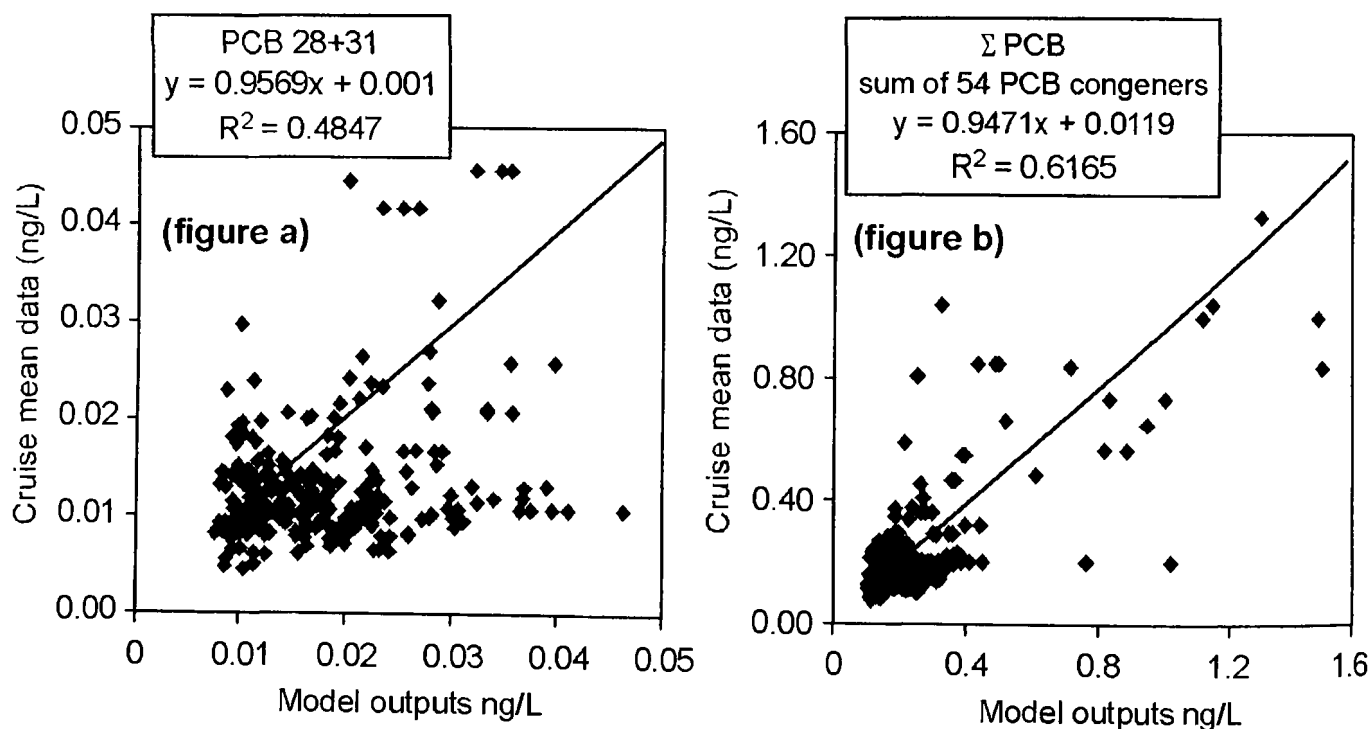 PCB 28+31
y = 0.9569x + 0.001
R² = 0.4847
0.05
0.04
0.03
0.02
0.01
0.00
Cruise mean data (ng/L)
(figure a)
0
0.01
0.02
0.03
0.04
0.05
Model outputs ng/L
Σ PCB
sum of 54 PCB congeners
y = 0.9471x + 0.0119
R² = 0.6165
1.60
1.20
0.80
0.40
0.00
Cruise mean data (ng/L)
(figure b)
0
0.4
0.8
1.2
1.6
Model outputs ng/L